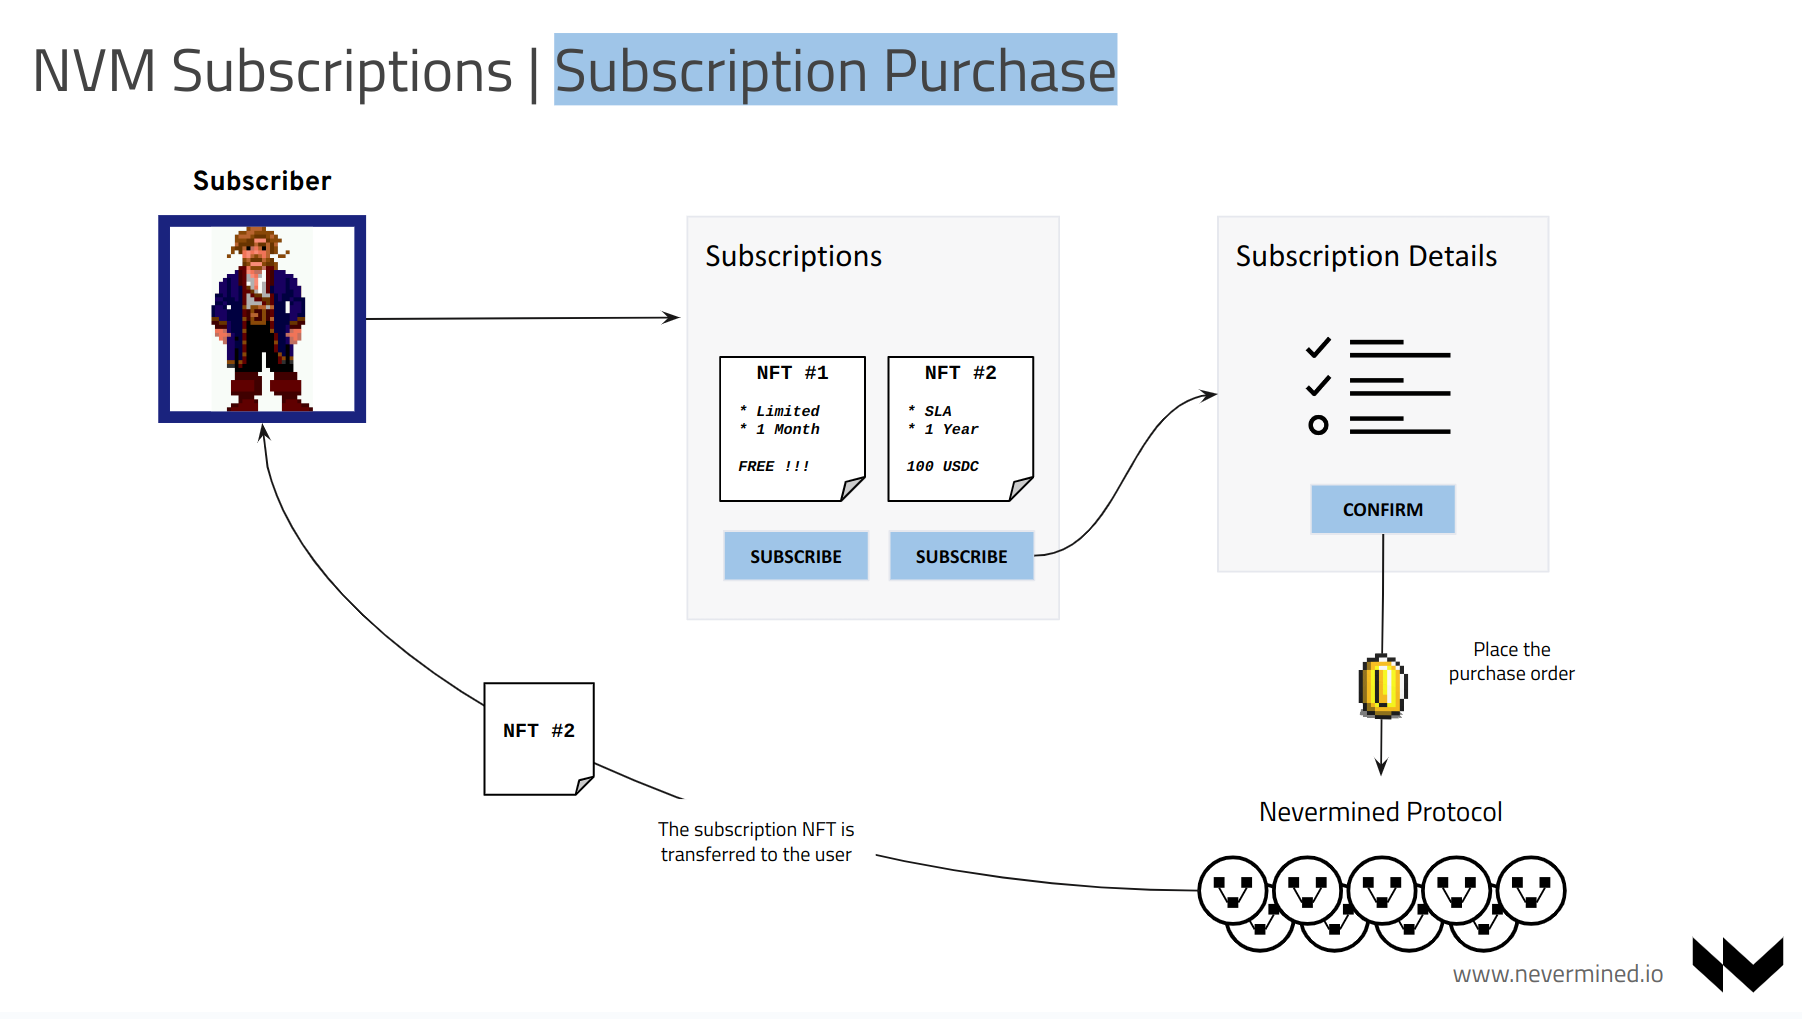 NVM Subscriptions | Subscription Purchase
Subscriber
Subscriptions
NFT #1
* Limited
* 1 Month
FREE !!!
SUBSCRIBE
NFT #2
* SLA
* 1 Year
100 USDC
SUBSCRIBE
Subscription Details
CONFIRM
Place the
purchase order
Nevermined Protocol
NFT #2
The subscription NFT is
transferred to the user
www.nevermined.io